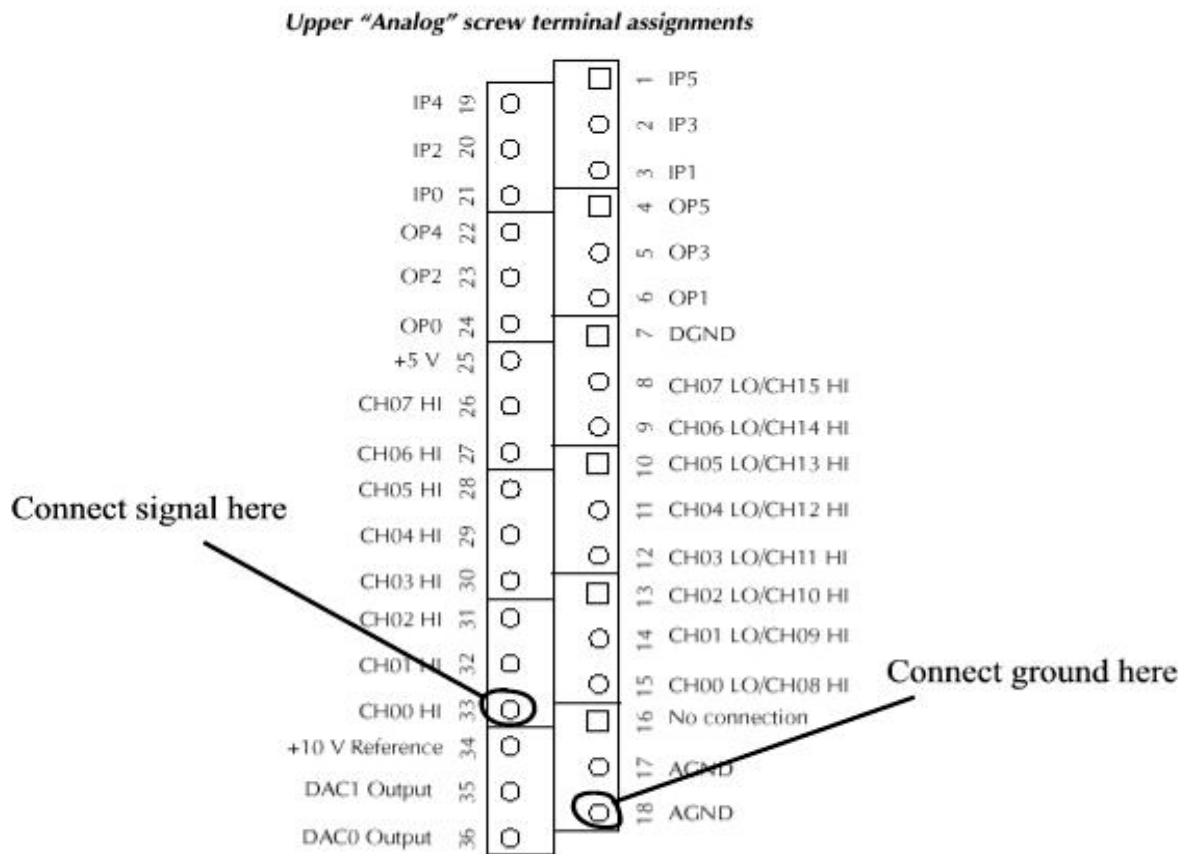 Upper “Analog” screw terminal assignments
1 IP5
IP4 19
2 IP3
IP2 20
3 IP1
IP0 21
4 OP5
OP4 22
5 OP3
OP2 23
6 OP1
OP0 24
7 DGND
+5 V 25
8 CH07 LO/CH15 HI
CH07 HI 26
9 CH06 LO/CH14 HI
CH06 HI 27
10 CH05 LO/CH13 HI
CH05 HI 28
Connect signal here
11 CH04 LO/CH12 HI
CH04 HI 29
12 CH03 LO/CH11 HI
CH03 HI 30
13 CH02 LO/CH10 HI
CH02 HI 31
14 CH01 LO/CH09 HI
CH01 HI 32
Connect ground here
15 CH00 LO/CH08 HI
CH00 HI 33
16 No connection
+10 V Reference 34
17 AGND
DAC1 Output 35
18 AGND
DAC0 Output 36